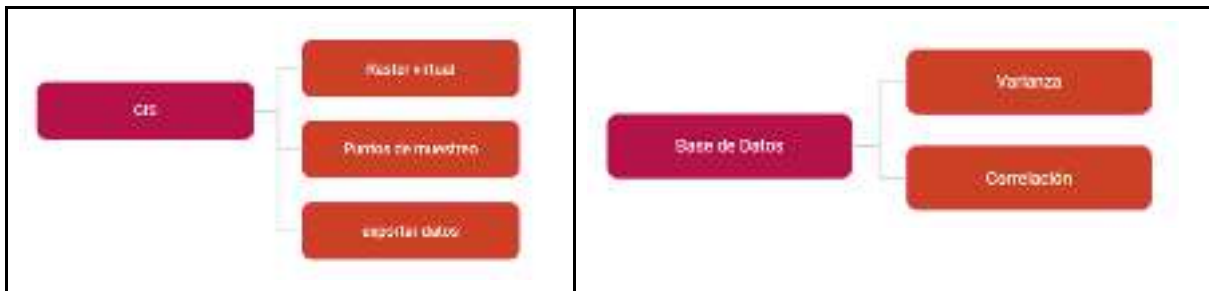 GIS
Raster virtual
Puntos de muestreo
exportar datos
Base de Datos
Varianza
Correlación